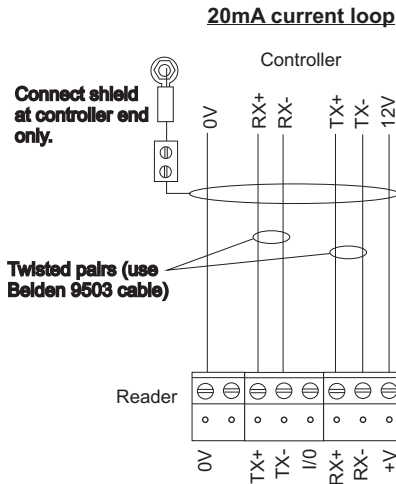 20mA current loop
Controller
Connect shield
at controller end
only.
0V
RX+
RX-
TX+
TX-
12V
Twisted pairs (use
Belden 9503 cable)
Reader
0V
TX+
TX-
I/0
RX+
RX-
+V